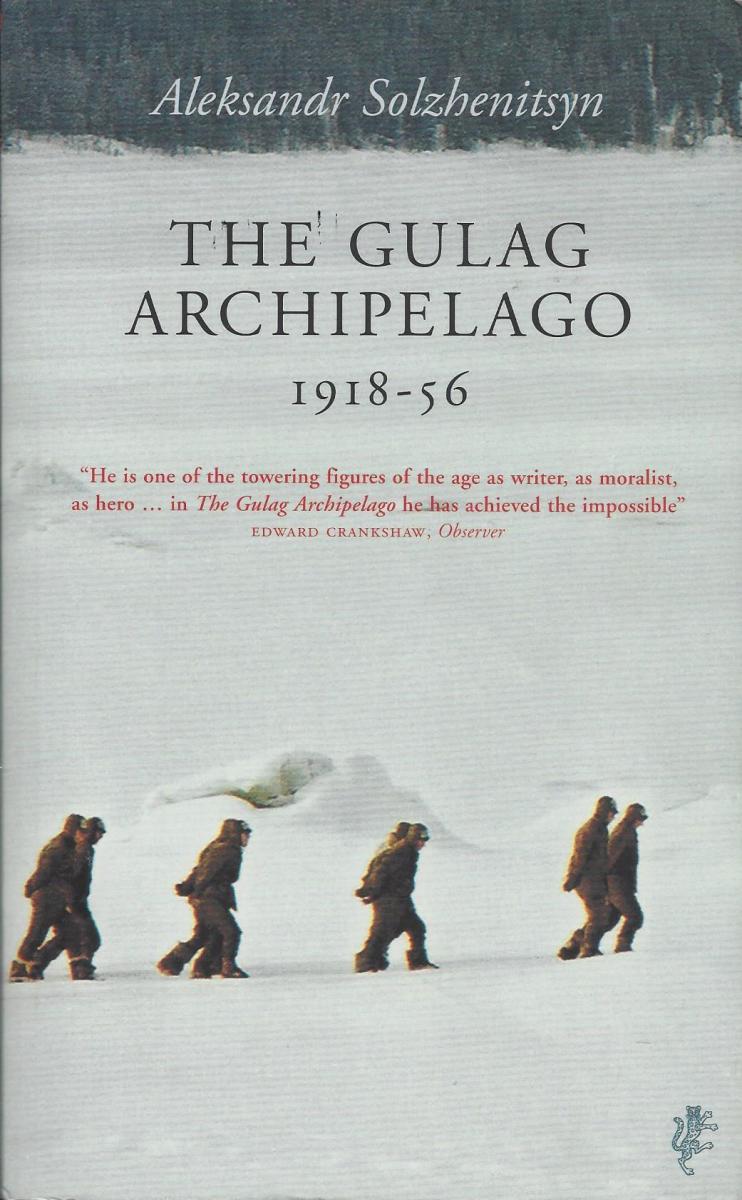 Aleksandr Solzhenitsyn
THE GULAG
ARCHIPELAGO
1918-56
“He is one of the towering figures of the age as writer, as moralist,
as hero ... in The Gulag Archipelago he has achieved the impossible”
EDWARD CRANKSHAW, Observer